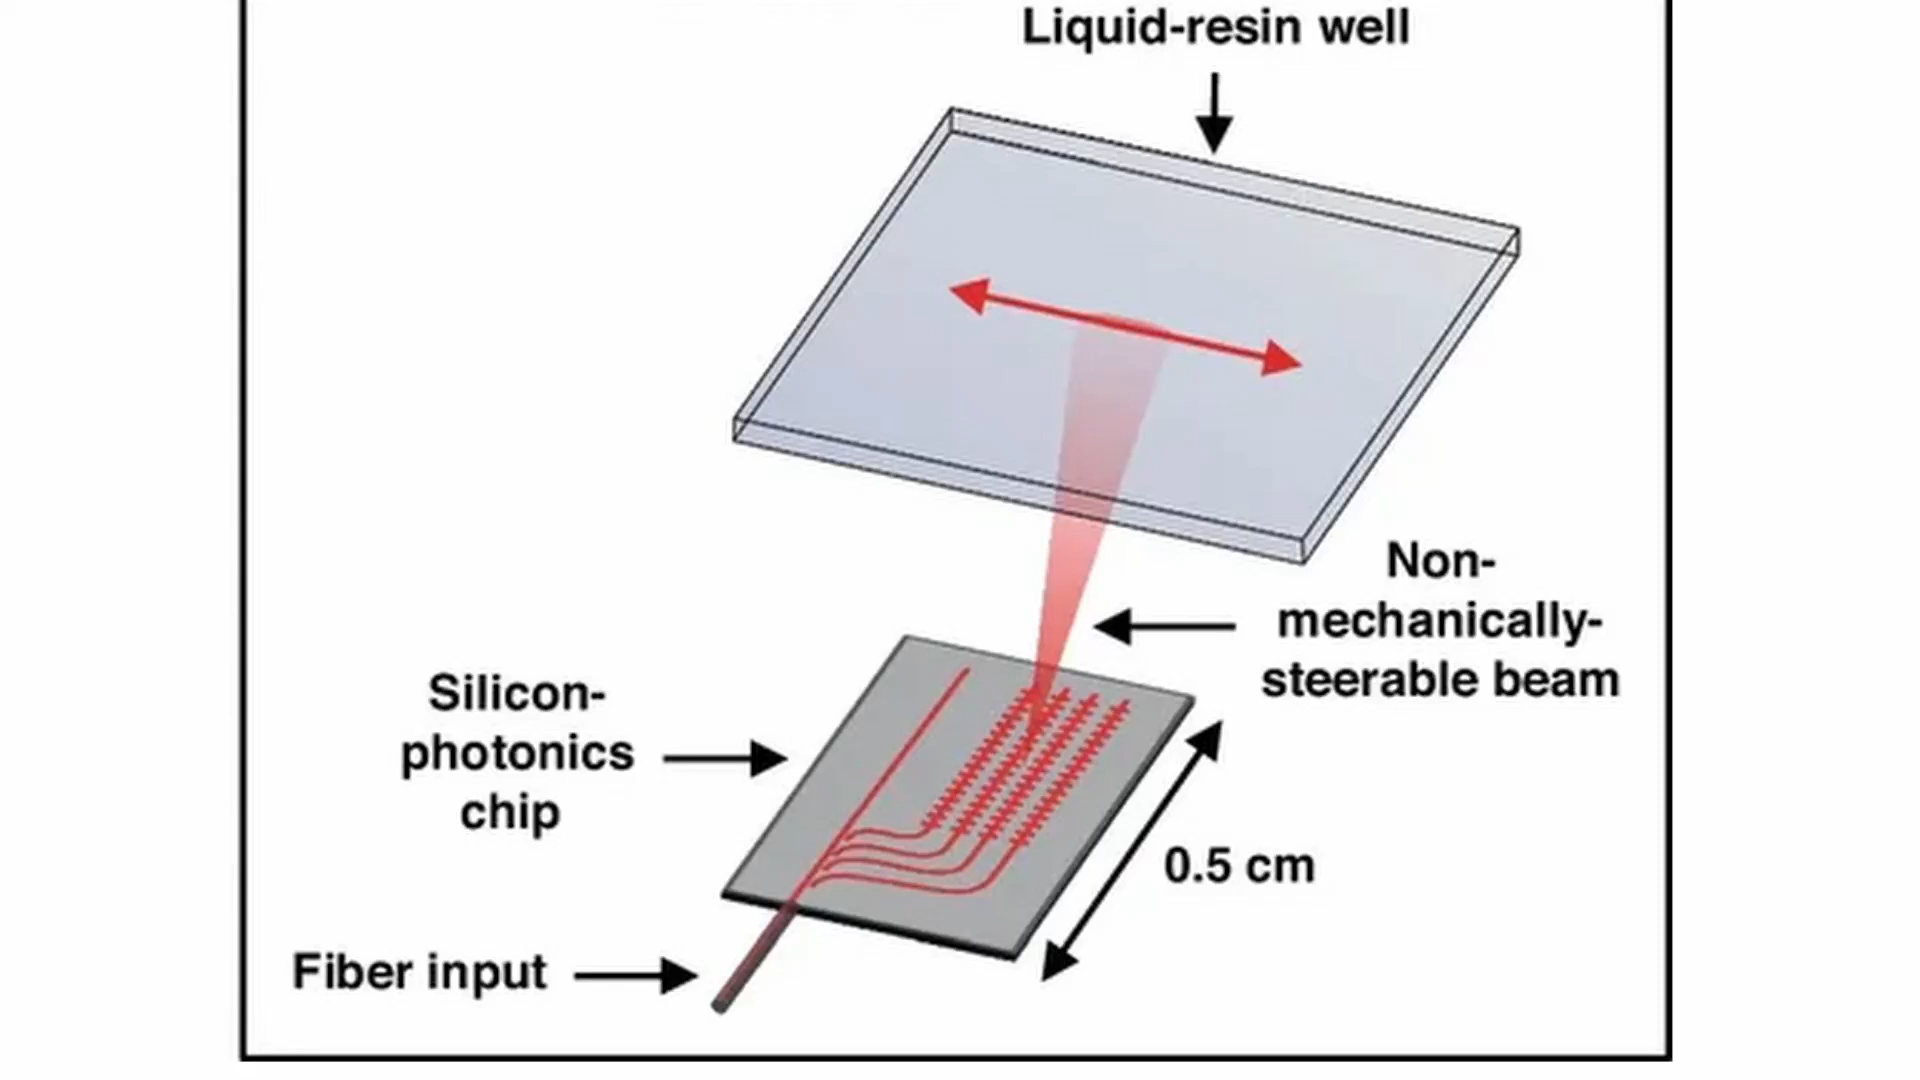 Liquid-resin well
Non-
mechanically-
steerable beam
Silicon-
photonics
chip
0.5 cm
Fiber input